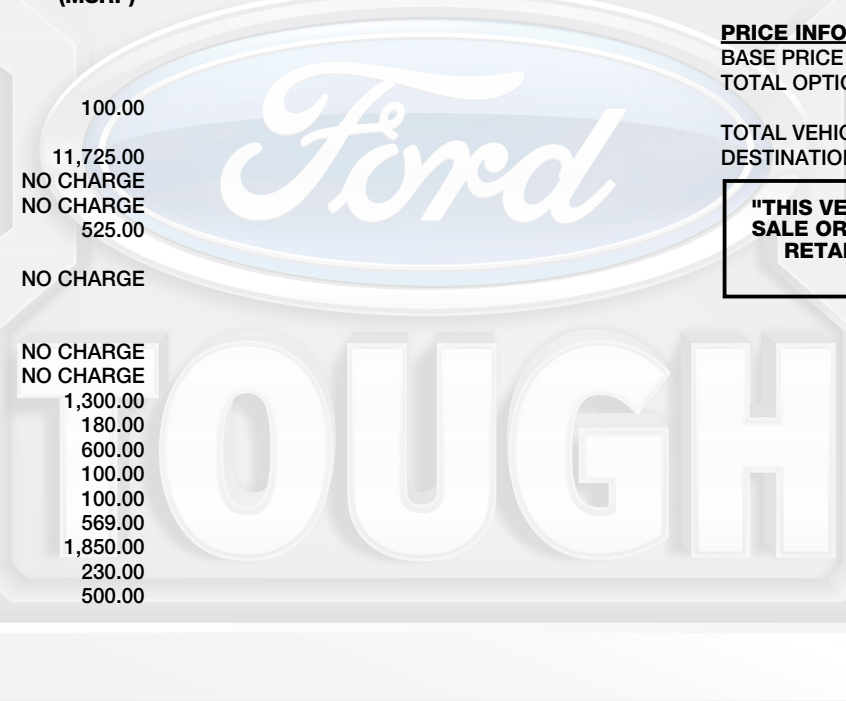 (MSRP)
100.00
11,725.00
NO CHARGE
NO CHARGE
525.00
NO CHARGE
NO CHARGE
NO CHARGE
1,300.00
180.00
600.00
100.00
100.00
569.00
1,850.00
230.00
500.00
PRICE INFO
BASE PRICE
TOTAL OPTIO
TOTAL VEHIC
DESTINATION
"THIS VE
SALE OR
RETAI
Ford
TOUGH